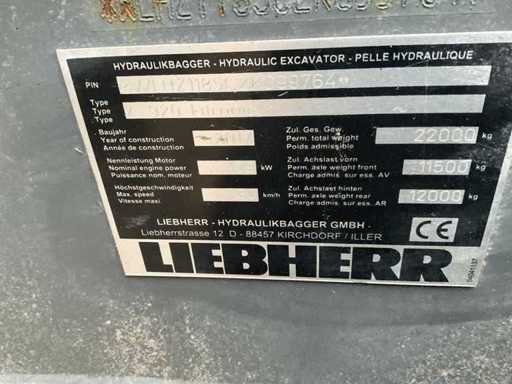 HYDRAULIKBAGGER - HYDRAULIC EXCAVATOR - PELLE HYDRAULIQUE
PIN
Type
Type
Baujahr
Year of construction
Année de construction
Nennleistung Motor
Nominal engine power kW
Puissance nom. moteur
Höchstgeschwindigkeit
Max. speed km/h
Vitesse maxi.
Zul. Ges. Gew.
Perm. total weight 22000 kg
Poids admissible
Zul. Achslast vorn
Perm. axle weight front 11500 kg
Charge admis. sur ess. AV
Zul. Achslast hinten
Perm. axle weight rear 12000 kg
Charge admis. sur ess. AR
LIEBHERR - HYDRAULIKBAGGER GMBH -
Liebherrstrasse 12 D - 88457 KIRCHDORF / ILLER
CE
LIEBHERR